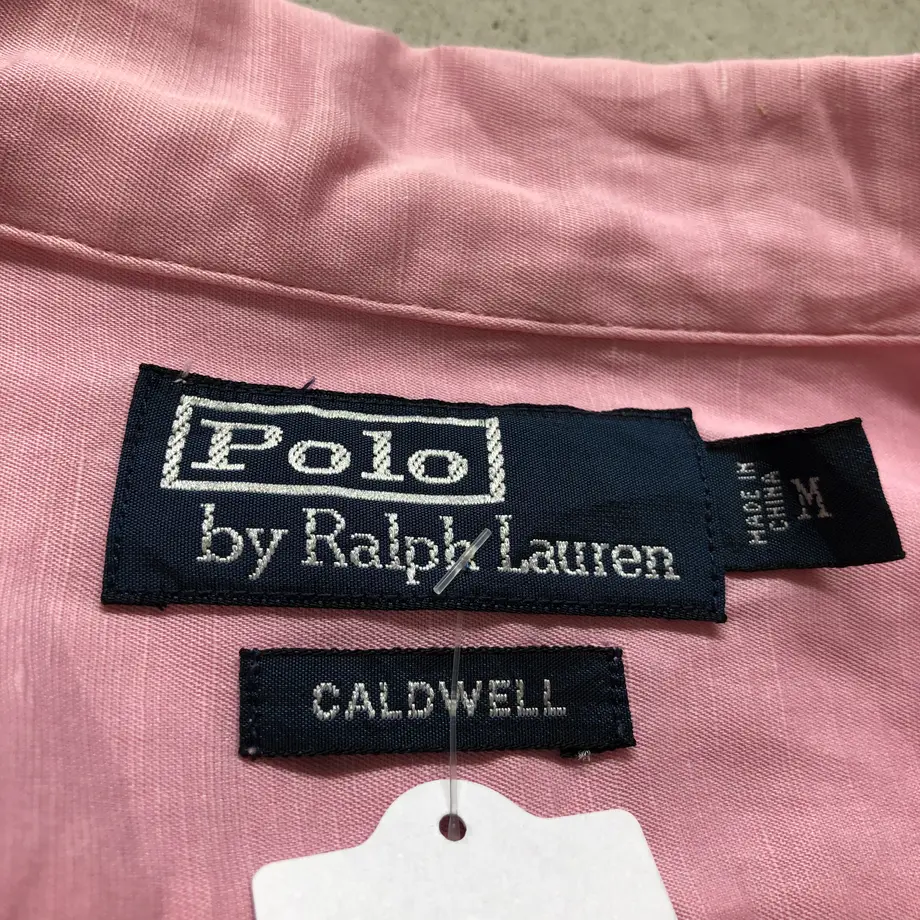 Polo
by Ralph Lauren
MADE IN
CHINA
M
CALDWELL